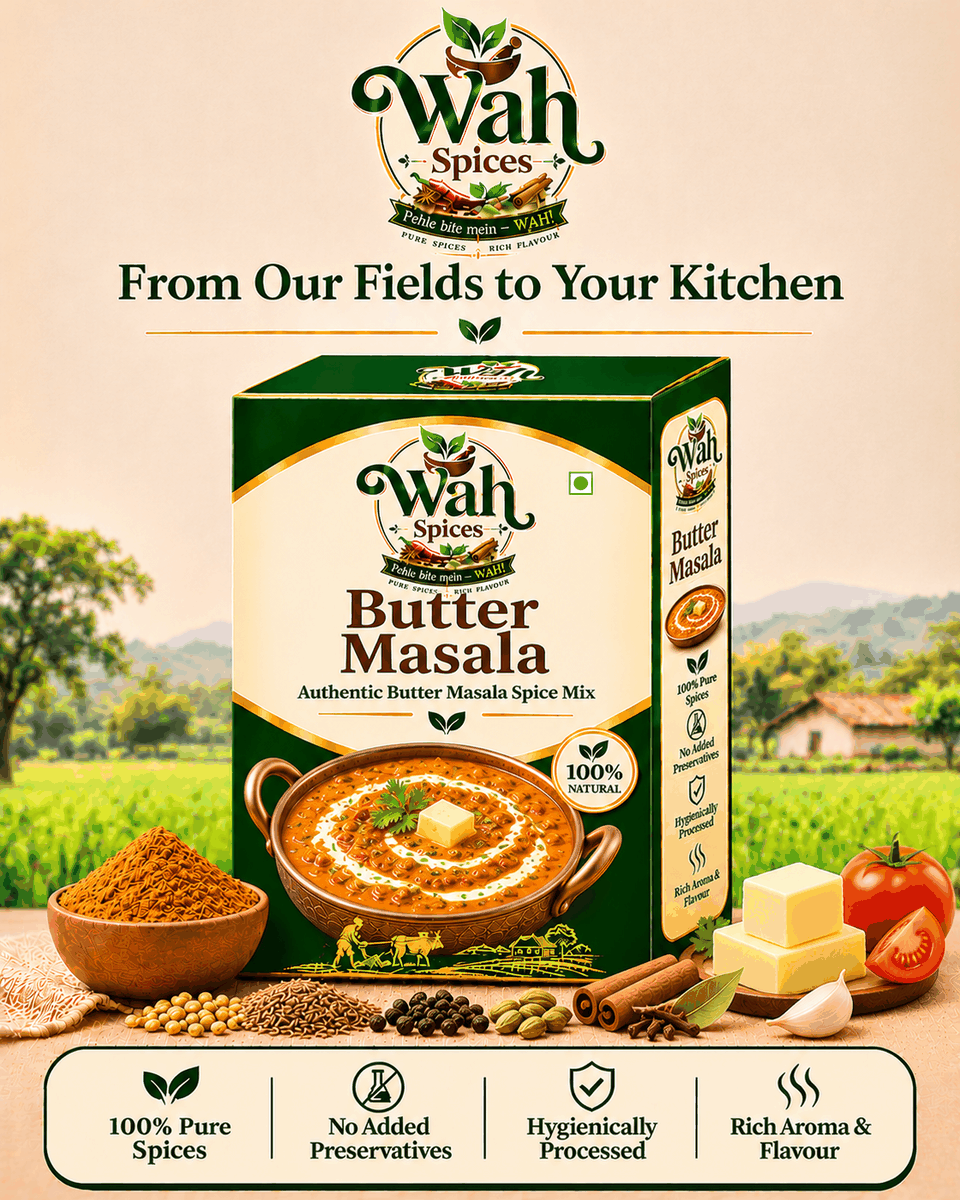 Wah
Spices
Pehle bite mein – WAH!
PURE SPICES RICH FLAVOUR
From Our Fields to Your Kitchen
Wah
Wah
Spices
Pehle bite mein – WAH!
PURE SPICES RICH FLAVOUR
Butter
Masala
Authentic Butter Masala Spice Mix
100%
NATURAL
Wah
Spices
Butter
Masala
100% Pure
Spices
No Added
Preservatives
Hygienically
Processed
Rich Aroma &
Flavour
100% Pure
Spices
No Added
Preservatives
Hygienically
Processed
Rich Aroma &
Flavour